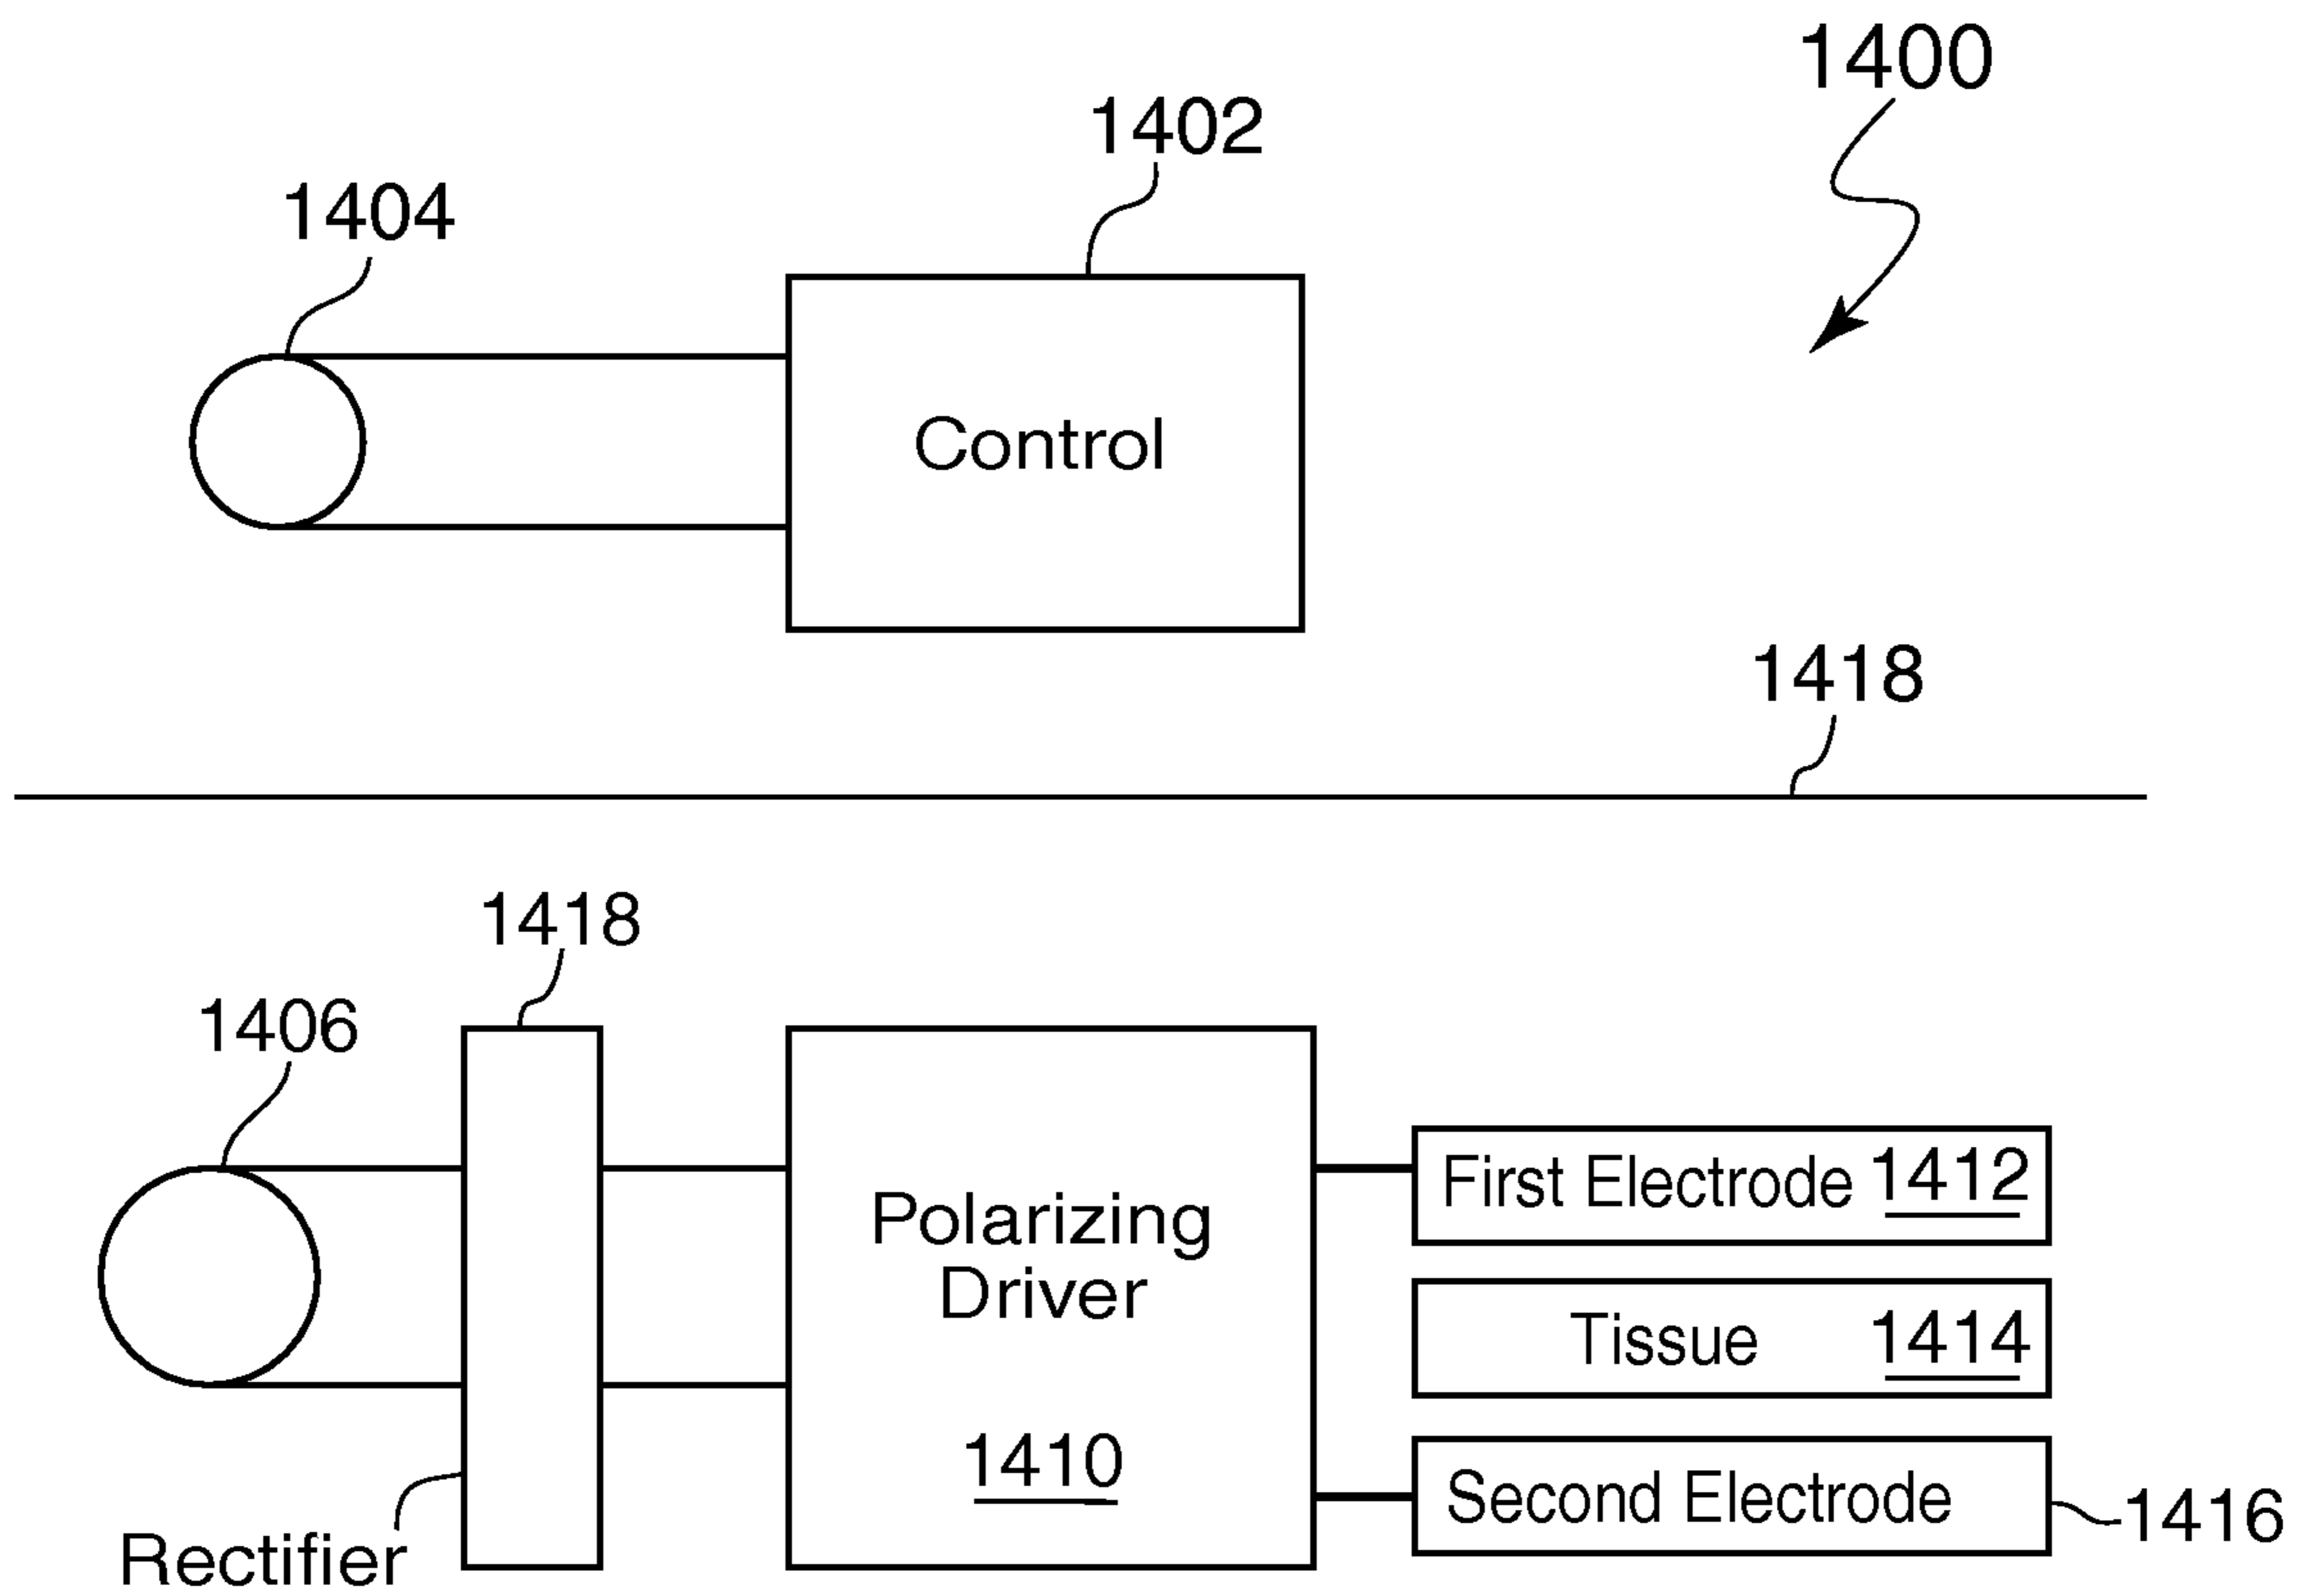 1400
1402
1404
Control
1418
1418
1406
First Electrode 1412
Polarizing
Driver
Tissue 1414
1410
Second Electrode
1416
Rectifier